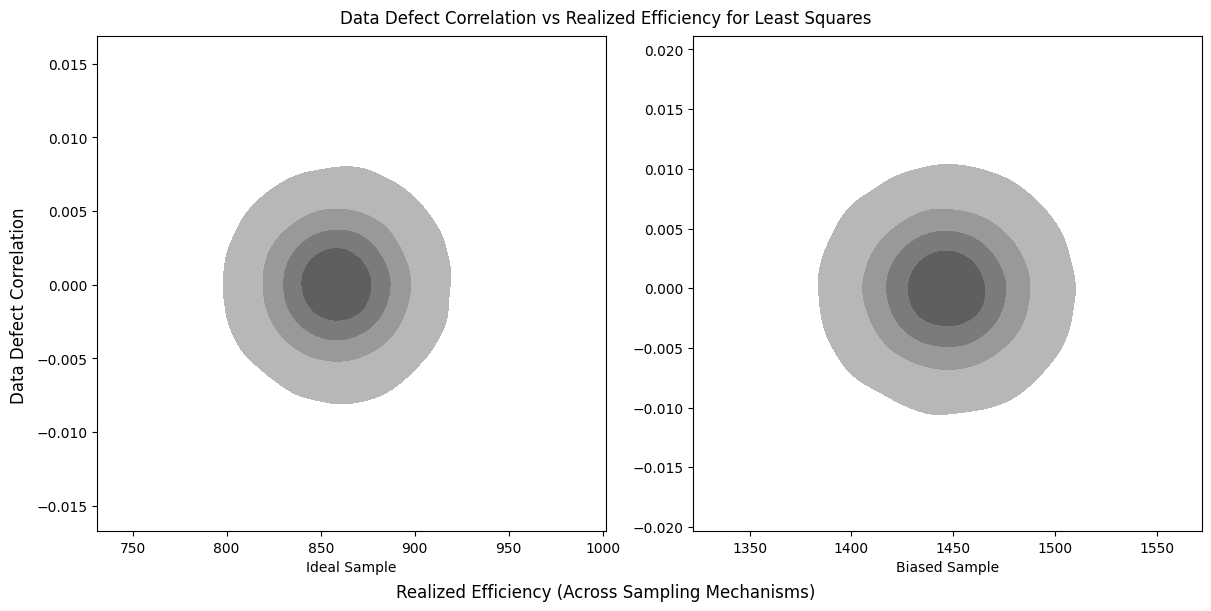 Data Defect Correlation vs Realized Efficiency for Least Squares
Data Defect Correlation
0.015
0.010
0.005
0.000
−0.005
−0.010
−0.015
750 800 850 900 950 1000
Ideal Sample
0.020
0.015
0.010
0.005
0.000
−0.005
−0.010
−0.015
−0.020
1350 1400 1450 1500 1550
Biased Sample
Realized Efficiency (Across Sampling Mechanisms)